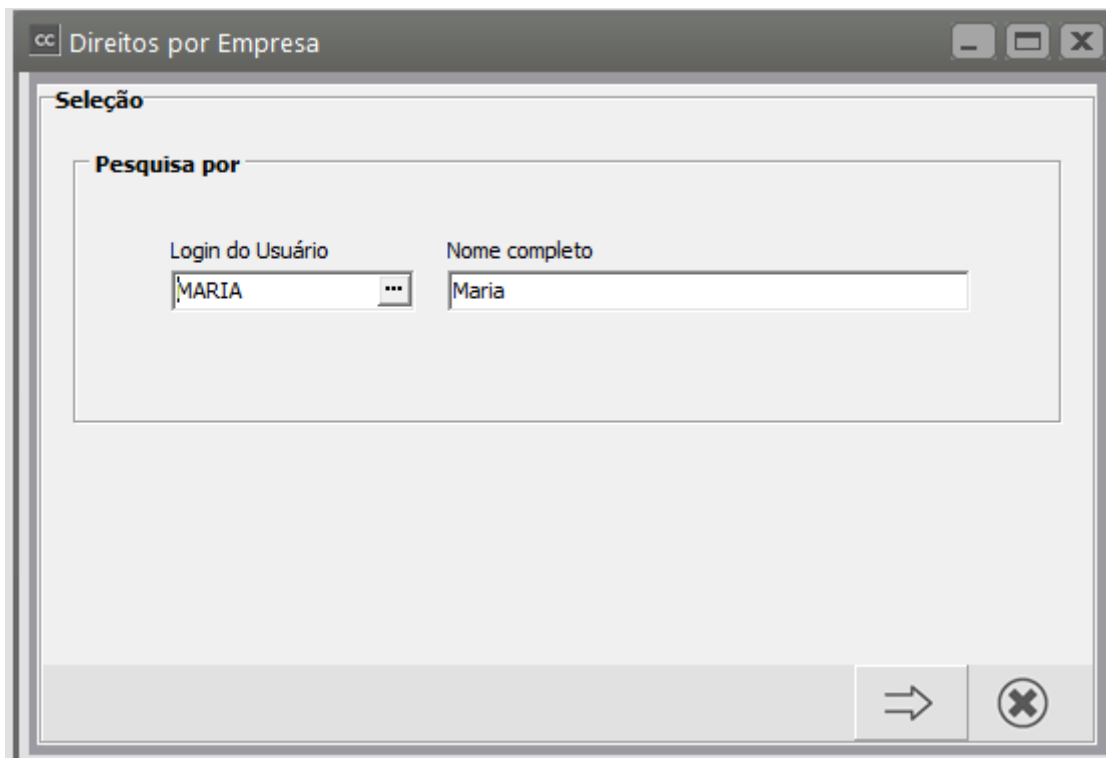 cc Direitos por Empresa
Seleção
Pesquisa por
Login do Usuário Nome completo
MARIA ... Maria